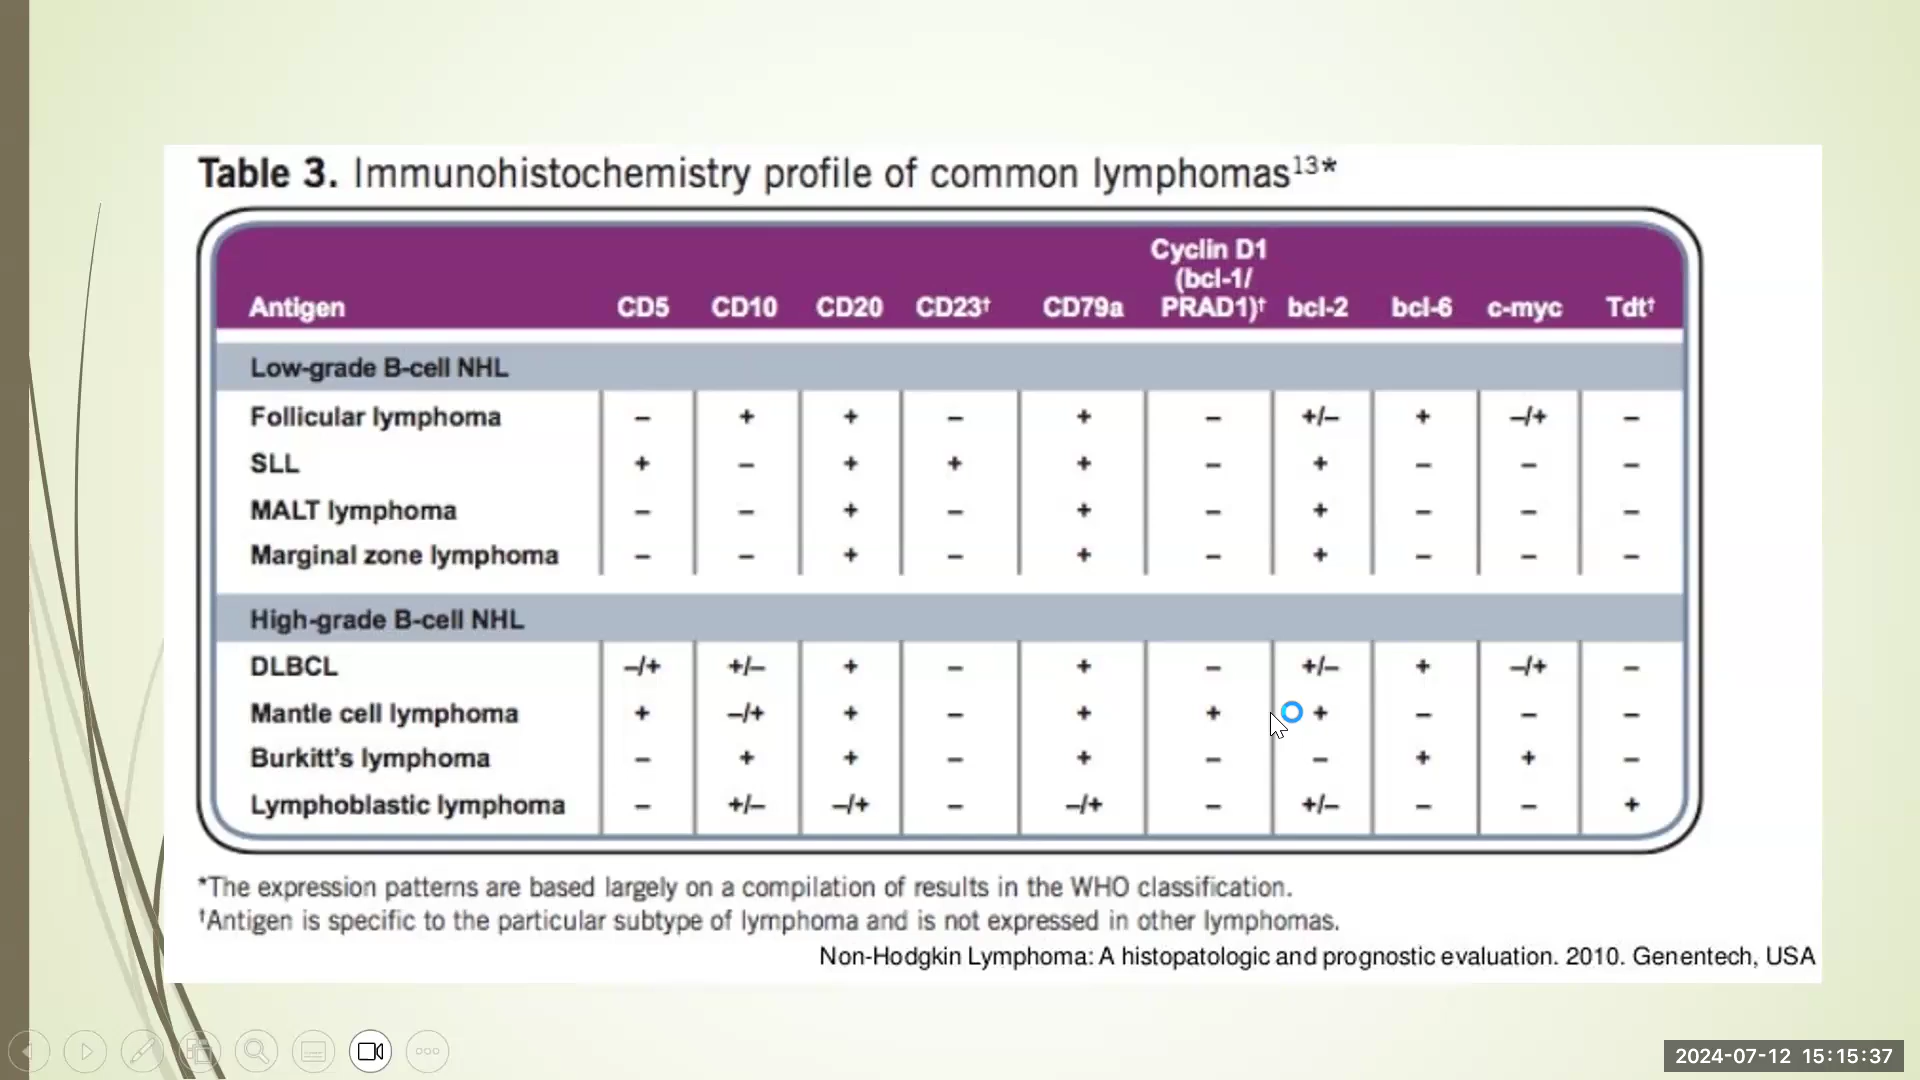 Table 3. Immunohistochemistry profile of common lymphomas¹³*
Cyclin D1
(bcl-1/
Antigen CD5 CD10 CD20 CD23† CD79a PRAD1)† bcl-2 bcl-6 c-myc Tdt†
Low-grade B-cell NHL
Follicular lymphoma – + + – + – +/– + –/+ –
SLL + – + + + – + – – –
MALT lymphoma – – + – + – + – – –
Marginal zone lymphoma – – + – + – + – – –
High-grade B-cell NHL
DLBCL –/+ +/– + – + – +/– + –/+ –
Mantle cell lymphoma + –/+ + – + + + – – –
Burkitt's lymphoma – + + – + – – + + –
Lymphoblastic lymphoma – +/– –/+ – –/+ – +/– – – +
*The expression patterns are based largely on a compilation of results in the WHO classification.
†Antigen is specific to the particular subtype of lymphoma and is not expressed in other lymphomas.
Non-Hodgkin Lymphoma: A histopatologic and prognostic evaluation. 2010. Genentech, USA
2024-07-12 15:15:37